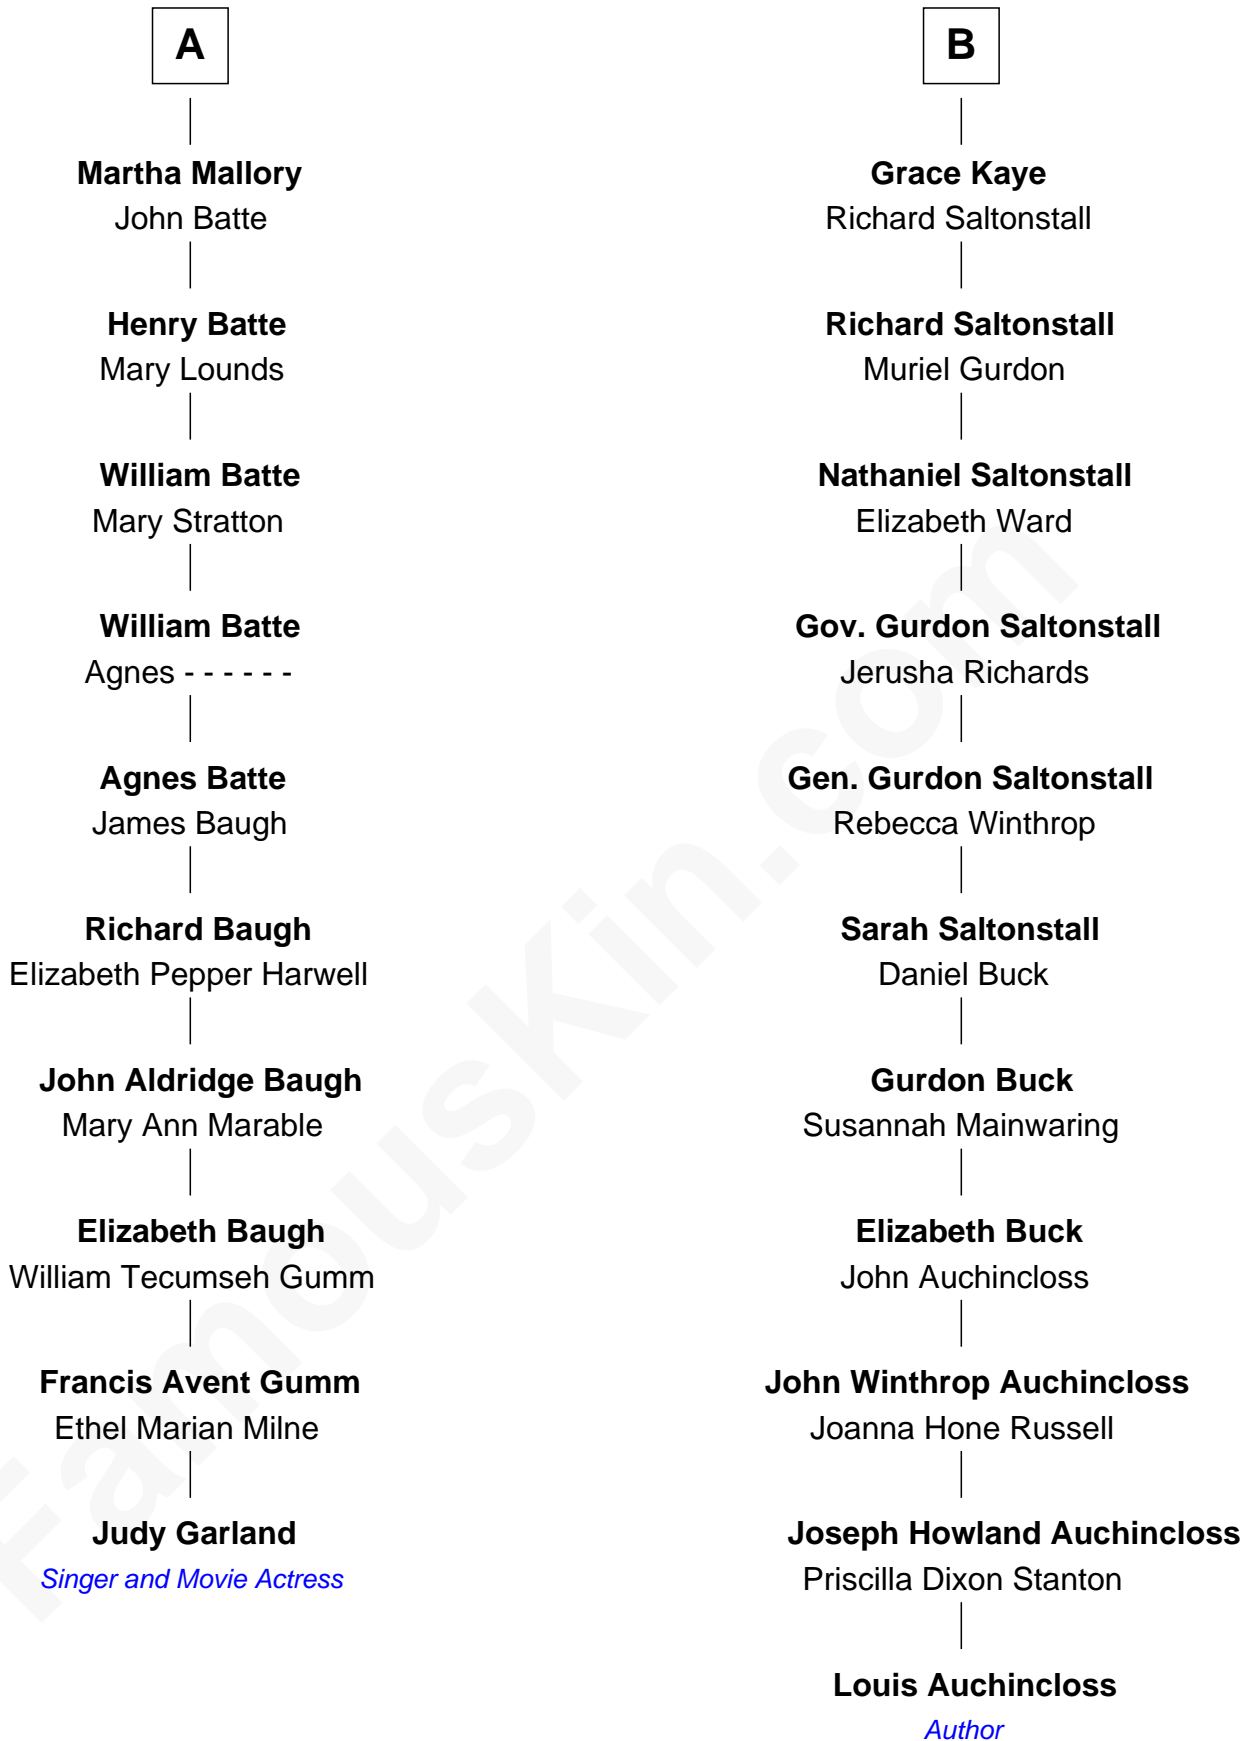 A
Martha Mallory
John Batte
Henry Batte
Mary Lounds
William Batte
Mary Stratton
William Batte
Agnes - - - - - -
Agnes Batte
James Baugh
Richard Baugh
Elizabeth Pepper Harwell
John Aldridge Baugh
Mary Ann Marable
Elizabeth Baugh
William Tecumseh Gumm
Francis Avent Gumm
Ethel Marian Milne
Judy Garland
Singer and Movie Actress
B
Grace Kaye
Richard Saltonstall
Richard Saltonstall
Muriel Gurdon
Nathaniel Saltonstall
Elizabeth Ward
Gov. Gurdon Saltonstall
Jerusha Richards
Gen. Gurdon Saltonstall
Rebecca Winthrop
Sarah Saltonstall
Daniel Buck
Gurdon Buck
Susannah Mainwaring
Elizabeth Buck
John Auchincloss
John Winthrop Auchincloss
Joanna Hone Russell
Joseph Howland Auchincloss
Priscilla Dixon Stanton
Louis Auchincloss
Author
FamousKin.com